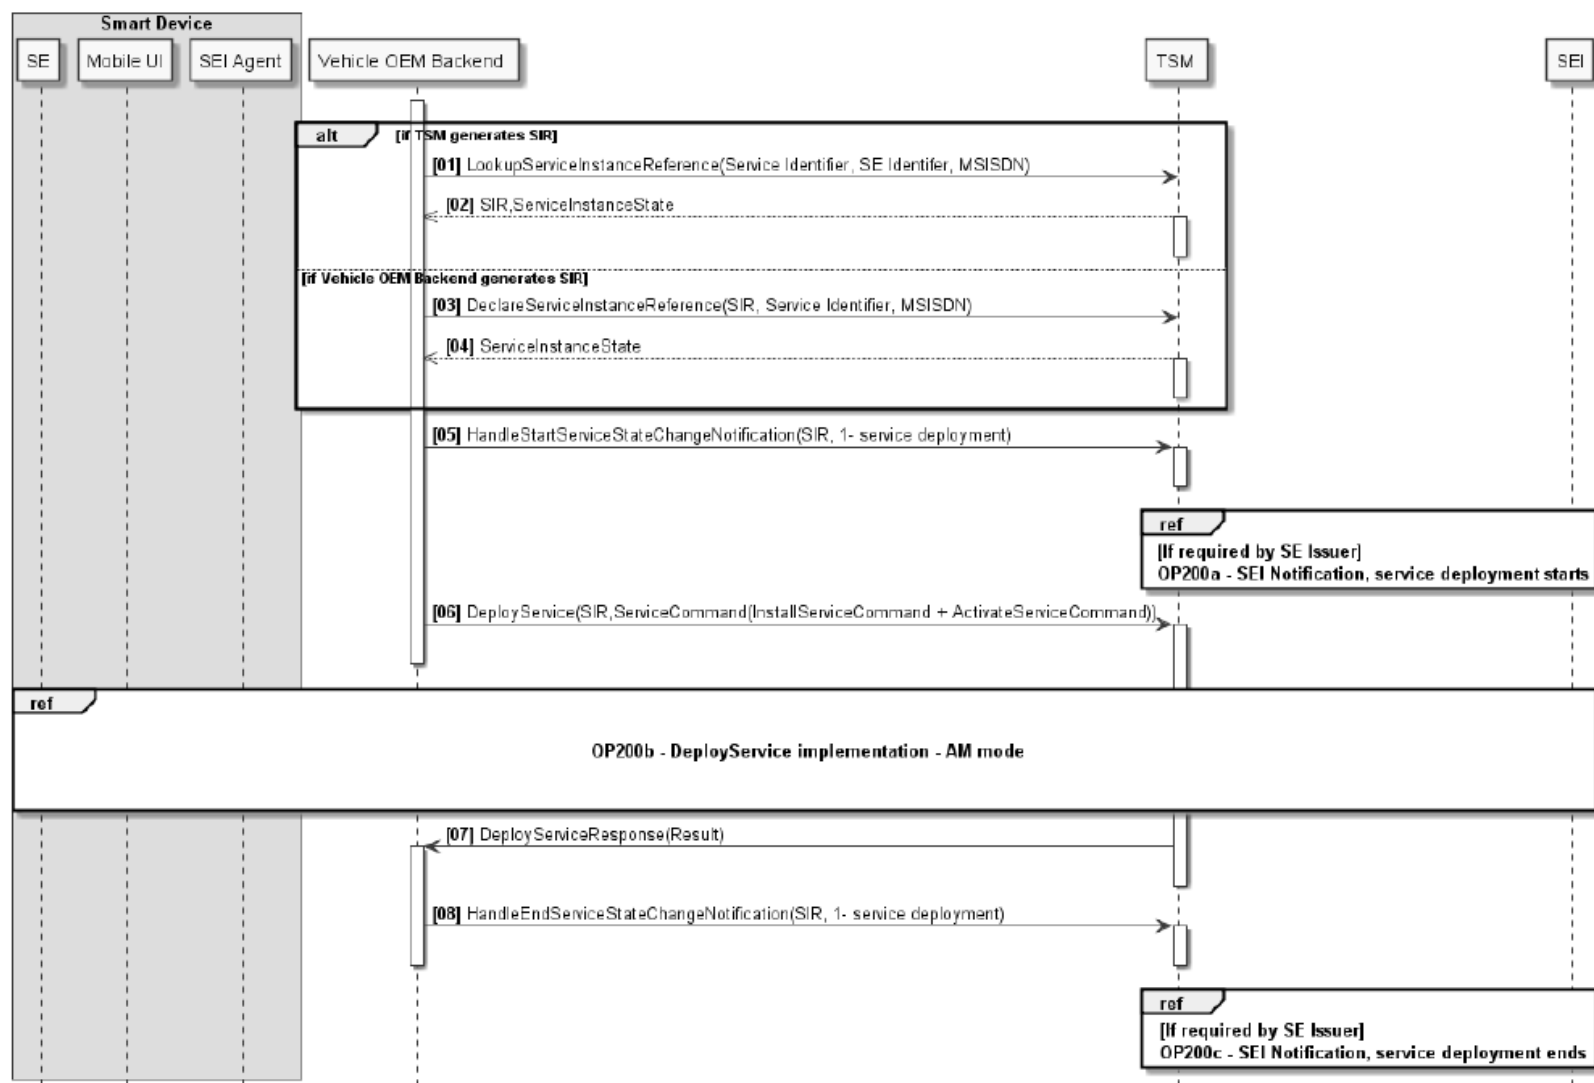 Smart Device
SE
Mobile UI
SEI Agent
Vehicle OEM Backend
TSM
SEI
alt
[if TSM generates SIR]
[01] LookupServiceInstanceReference(Service Identifier, SE Identifer, MSISDN)
[02] SIR,ServiceInstanceState
[if Vehicle OEM Backend generates SIR]
[03] DeclareServiceInstanceReference(SIR, Service Identifier, MSISDN)
[04] ServiceInstanceState
[05] HandleStartServiceStateChangeNotification(SIR, 1- service deployment)
ref
[If required by SE Issuer]
OP200a - SEI Notification, service deployment starts
[06] DeployService(SIR,ServiceCommand(InstallServiceCommand + ActivateServiceCommand))
ref
OP200b - DeployService implementation - AM mode
[07] DeployServiceResponse(Result)
[08] HandleEndServiceStateChangeNotification(SIR, 1- service deployment)
ref
[If required by SE Issuer]
OP200c - SEI Notification, service deployment ends